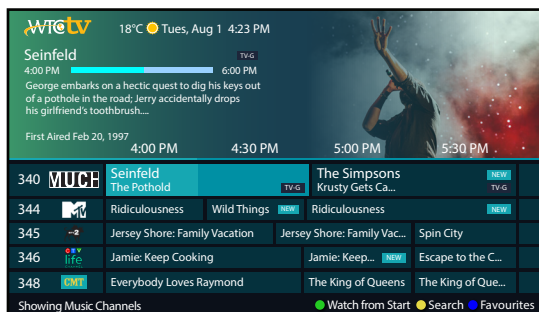 WTCtv 18°C Tues, Aug 1 4:23 PM
Seinfeld TV-G
4:00 PM 6:00 PM
George embarks on a hectic quest to dig his keys out
of a pothole in the road; Jerry accidentally drops
his girlfriend's toothbrush....
First Aired Feb 20, 1997
4:00 PM 4:30 PM 5:00 PM 5:30 PM
340 MUCH Seinfeld The Simpsons NEW
The Pothold TV-G Krusty Gets Ca... TV-G
344 MTV Ridiculousness Wild Things NEW Ridiculousness NEW
345 2 Jersey Shore: Family Vacation Jersey Shore: Family Vac... Spin City
346 CTV life Jamie: Keep Cooking Jamie: Keep... NEW Escape to the C...
348 CMT Everybody Loves Raymond The King of Queens The King of Que...
Showing Music Channels Watch from Start Search Favourites